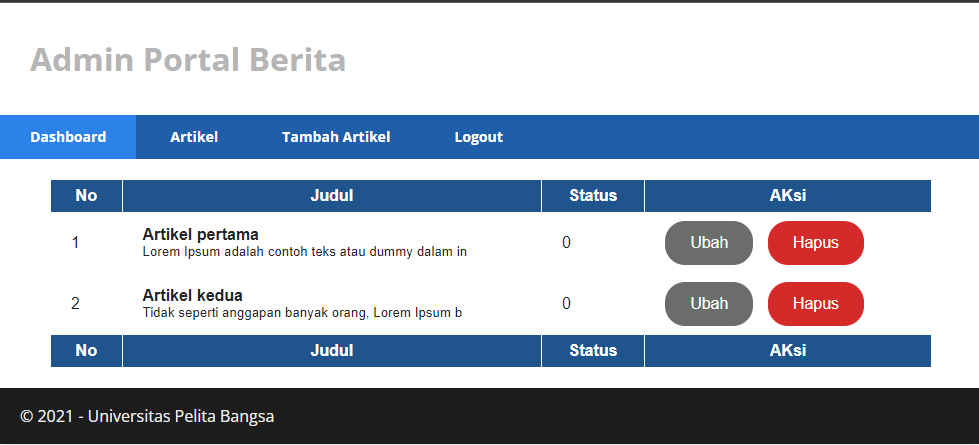 Admin Portal Berita
Dashboard Artikel Tambah Artikel Logout
No Judul Status AKsi
1 Artikel pertama 0 Ubah Hapus
Lorem Ipsum adalah contoh teks atau dummy dalam in
2 Artikel kedua 0 Ubah Hapus
Tidak seperti anggapan banyak orang, Lorem Ipsum b
No Judul Status AKsi
© 2021 - Universitas Pelita Bangsa